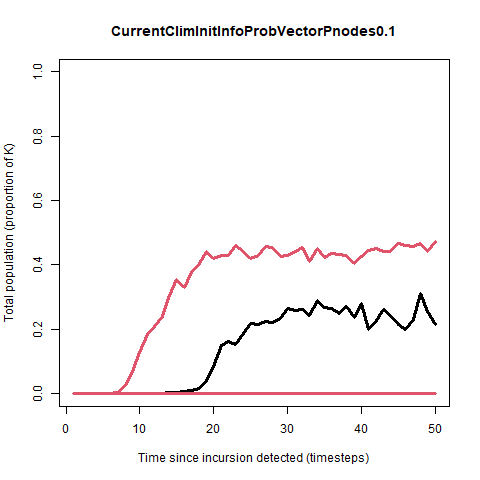 CurrentClimInitInfoProbVectorPnodes0.1
Total population (proportion of K)
1.0
0.8
0.6
0.4
0.2
0.0
0 10 20 30 40 50
Time since incursion detected (timesteps)